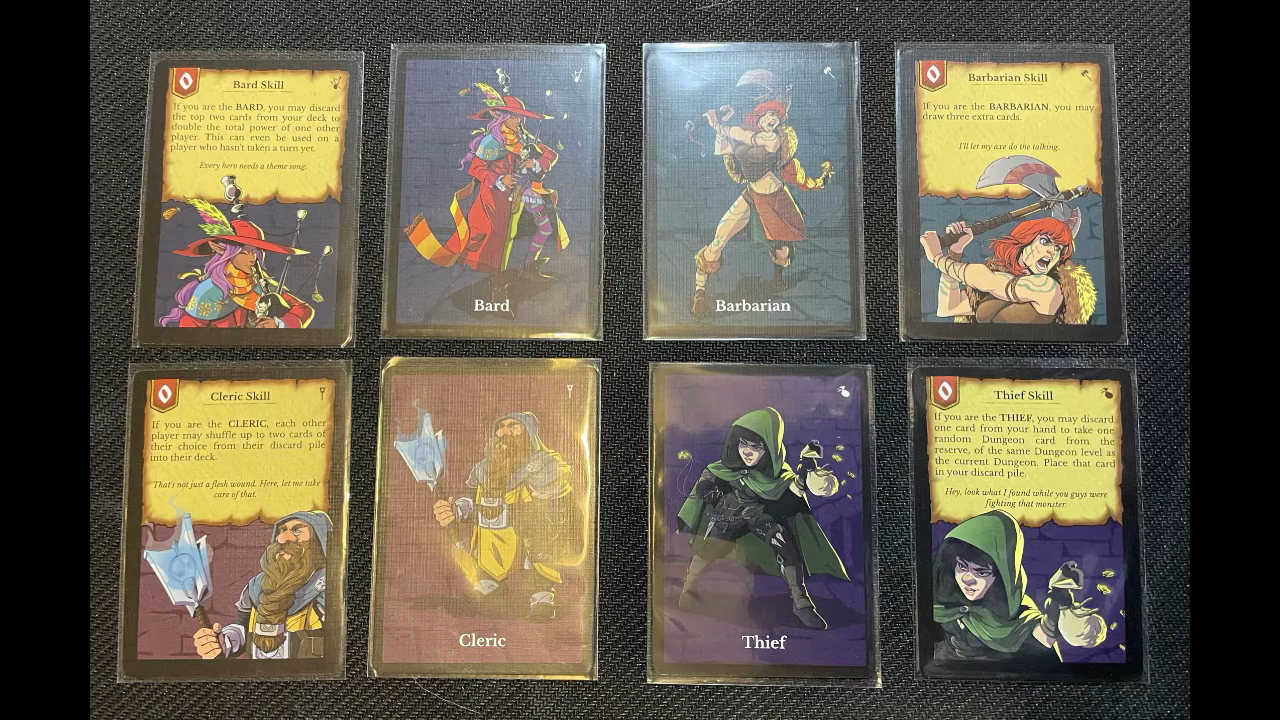 0
Bard Skill
If you are the BARD, you may discard
the top two cards from your deck to
double the total power of one other
player. This can even be used on a
player who hasn't taken a turn yet.
Every hero needs a theme song.
Bard
Barbarian
0
Barbarian Skill
If you are the BARBARIAN, you may
draw three extra cards.
I'll let my axe do the talking.
0
Cleric Skill
If you are the CLERIC, each other
player may shuffle up to two cards of
their choice from their discard pile
into their deck.
That's not just a flesh wound. Here, let me take
care of that.
Cleric
Thief
0
Thief Skill
If you are the THIEF, you may discard
one card from your hand to take one
random Dungeon card from the
reserve, of the same Dungeon level as
the current Dungeon. Place that card
in your discard pile.
Hey, look what I found while you guys were
fighting that monster.